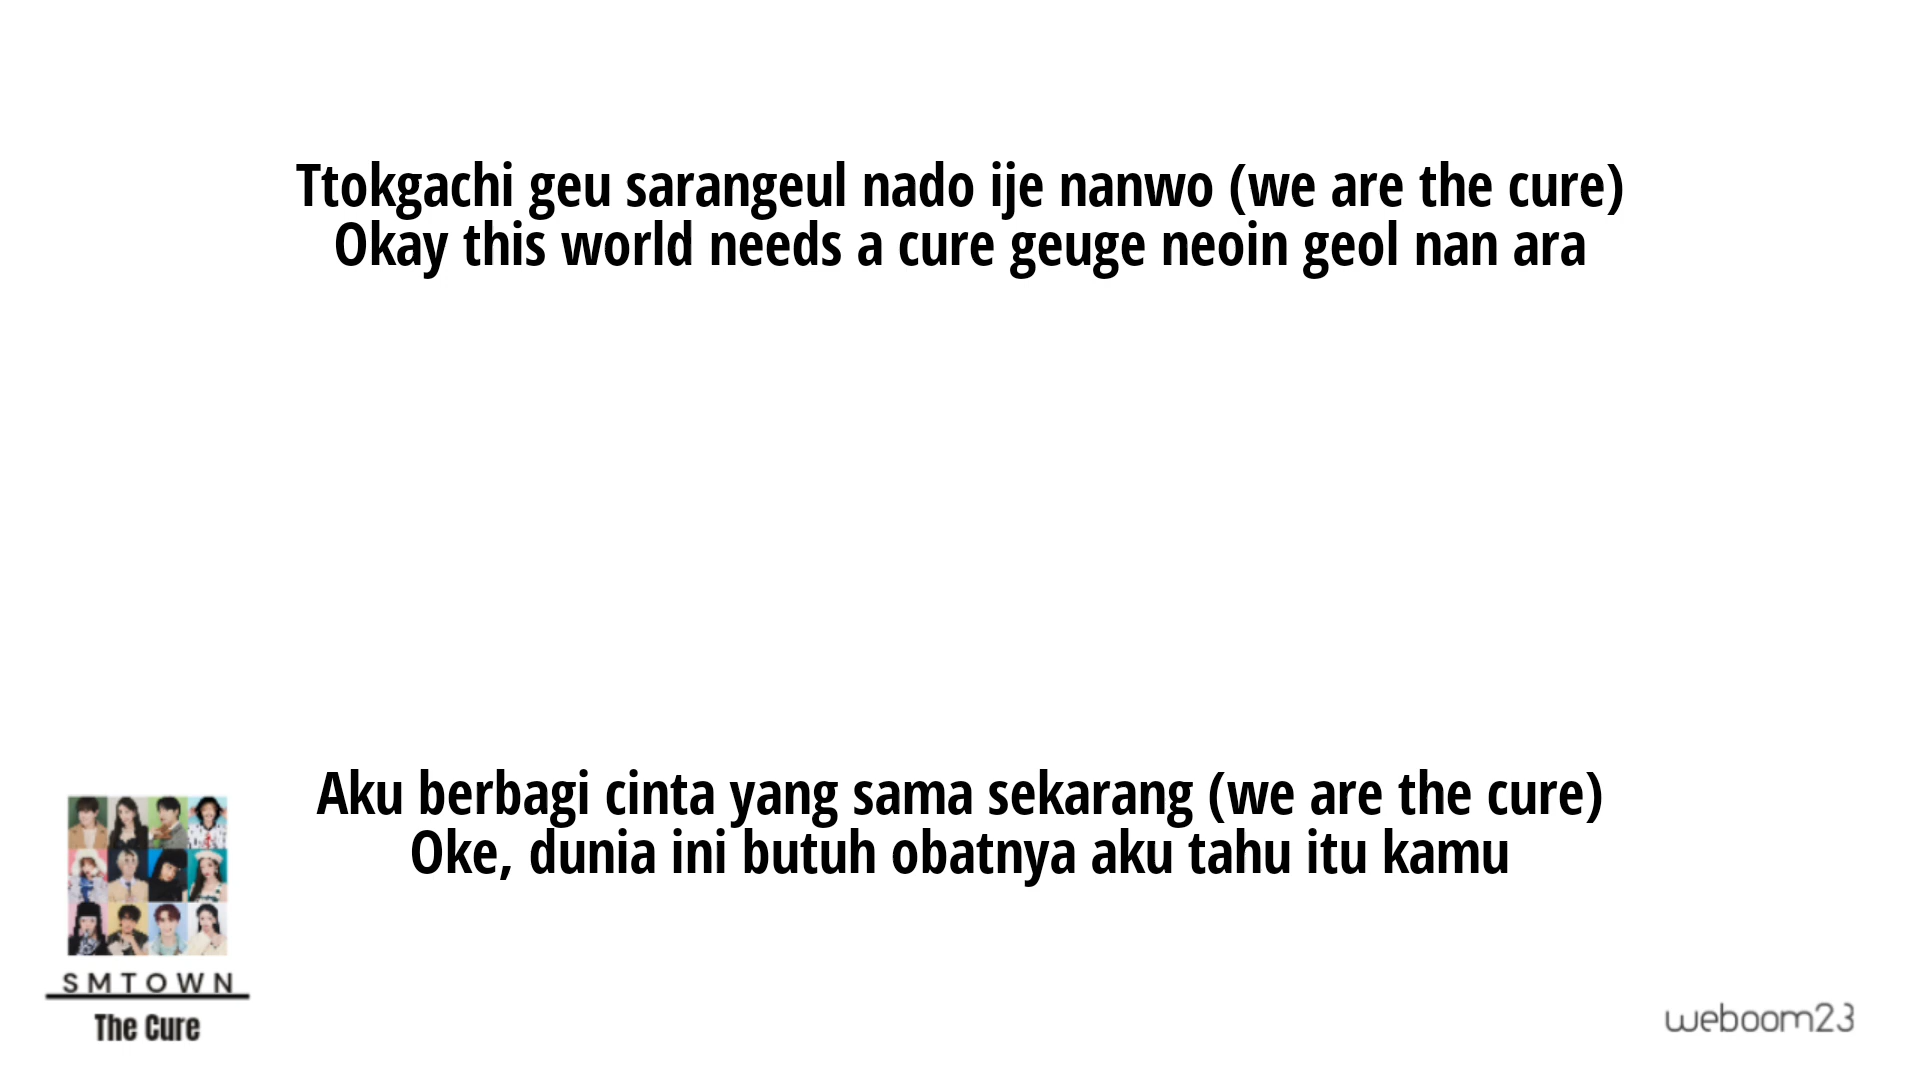 Ttokgachi geu sarangeul nado ije nanwo (we are the cure)
Okay this world needs a cure geuge neoin geol nan ara
Aku berbagi cinta yang sama sekarang (we are the cure)
Oke, dunia ini butuh obatnya aku tahu itu kamu
SMTOWN
The Cure
weboom23